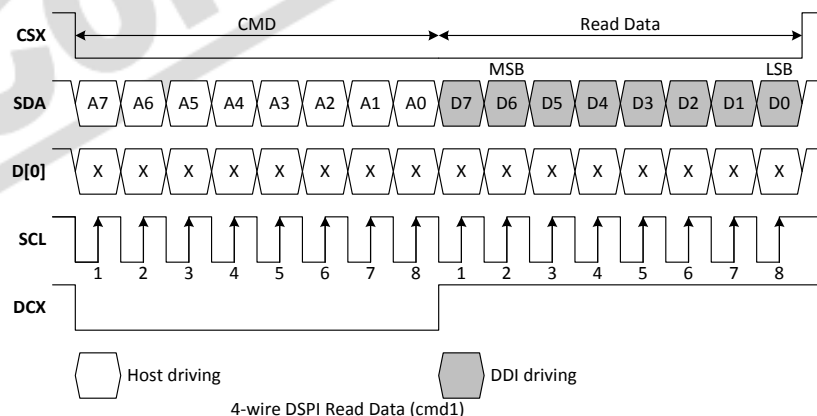 CSX CMD Read Data
MSB LSB
SDA A7 A6 A5 A4 A3 A2 A1 A0 D7 D6 D5 D4 D3 D2 D1 D0
D[0] X X X X X X X X X X X X X X X X
SCL
1 2 3 4 5 6 7 8 1 2 3 4 5 6 7 8
DCX
Host driving DDI driving
4-wire DSPI Read Data (cmd1)